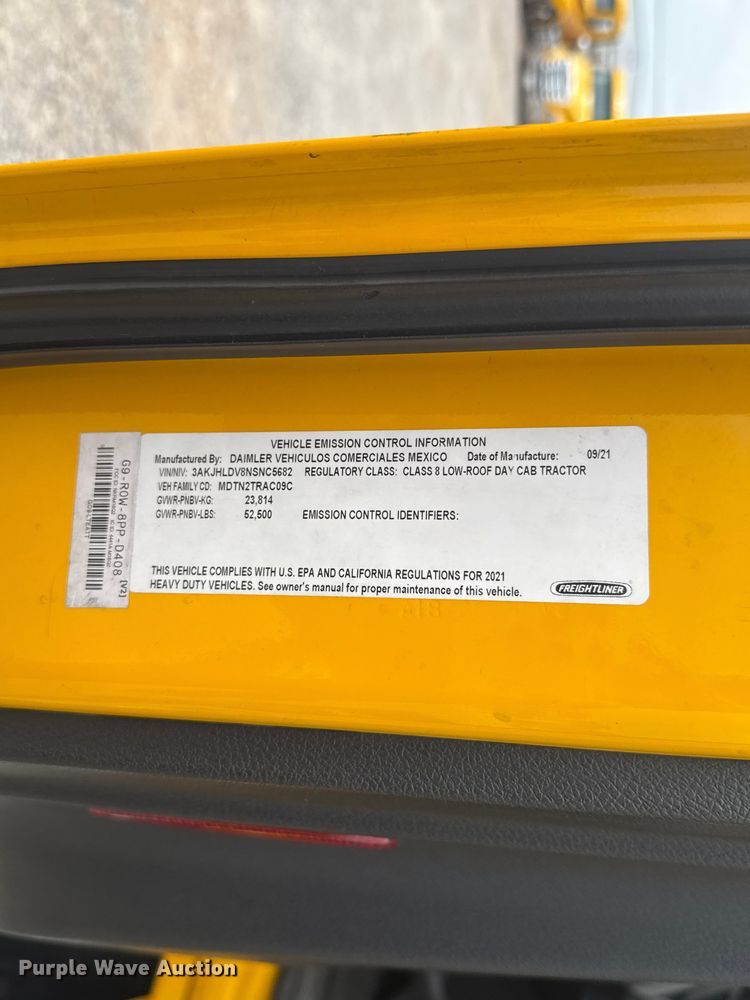 VEHICLE EMISSION CONTROL INFORMATION
Manufactured By: DAIMLER VEHICULOS COMERCIALES MEXICO Date of Manufacture: 09/21
VIN/NIV: 3AKJHLDV8NSNC5682 REGULATORY CLASS: CLASS 8 LOW-ROOF DAY CAB TRACTOR
VEH FAMILY CD: MDTN2TRAC09C
GVWR-PNBV-KG: 23,814
GVWR-PNBV-LBS: 52,500 EMISSION CONTROL IDENTIFIERS:
THIS VEHICLE COMPLIES WITH U.S. EPA AND CALIFORNIA REGULATIONS FOR 2021
HEAVY DUTY VEHICLES. See owner's manual for proper maintenance of this vehicle.
FREIGHTLINER
G9-ROW-8PP-D408 [V2]
Purple Wave Auction